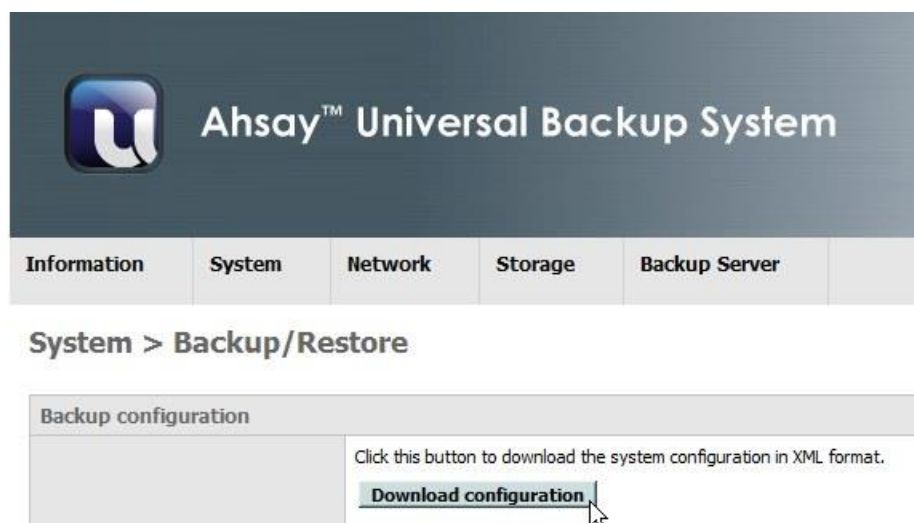 Ahsay™ Universal Backup System
Information System Network Storage Backup Server
System > Backup/Restore
Backup configuration
Click this button to download the system configuration in XML format.
Download configuration